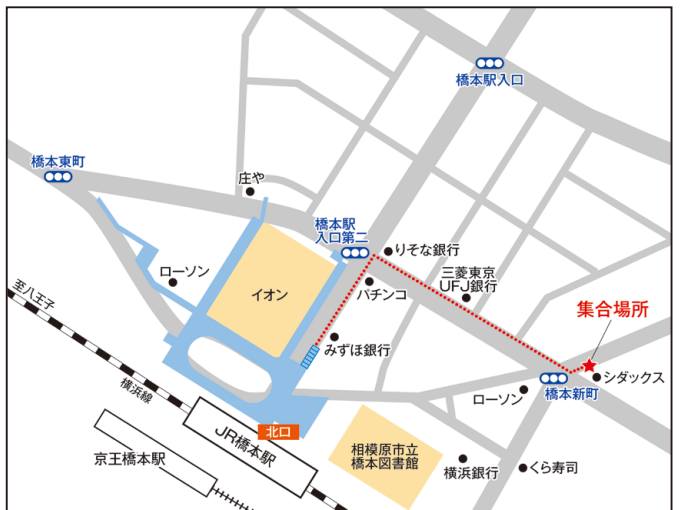 橋本駅入口
橋本東町
庄や
橋本駅
入口第二
りそな銀行
ローソン
三菱東京
UFJ銀行
イオン
パチンコ
至八王子
集合場所
みずほ銀行
シダックス
橋本新町
横浜線
ローソン
北口
JR橋本駅
京王橋本駅
相模原市立
橋本図書館
横浜銀行
くら寿司